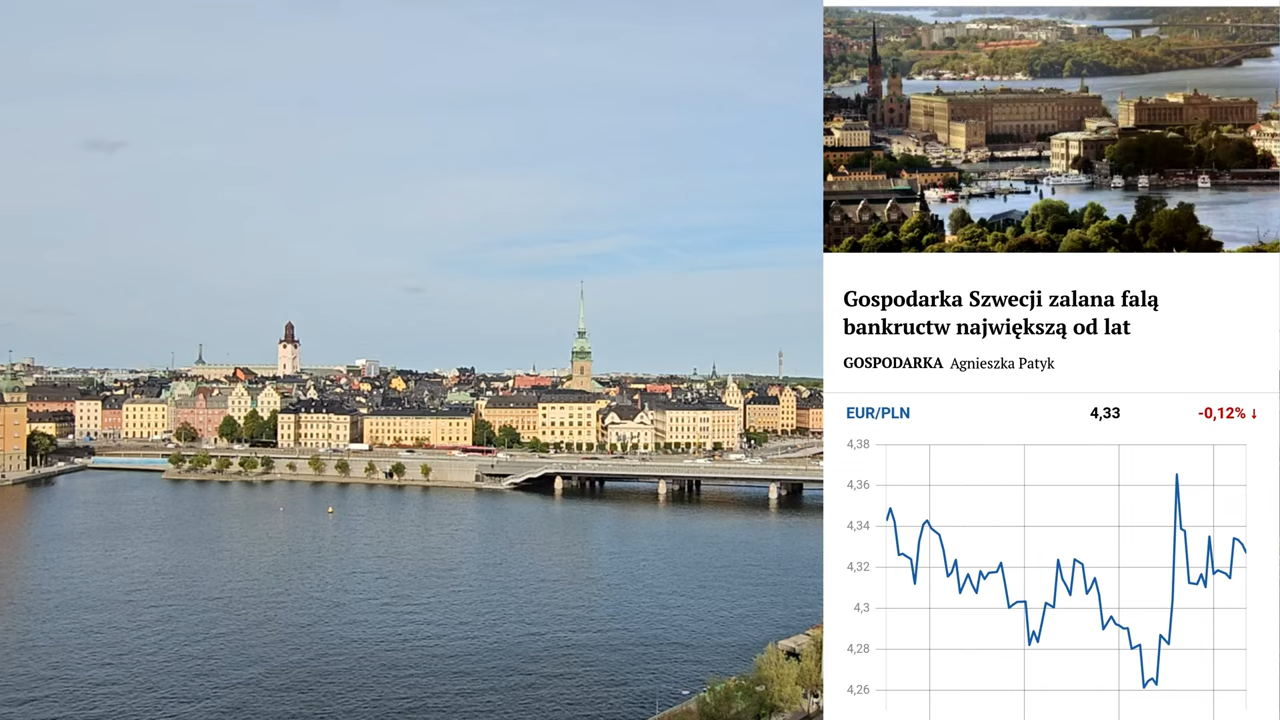 Gospodarka Szwecji zalana falą
bankructw największą od lat
GOSPODARKA Agnieszka Patyk
EUR/PLN 4,33 -0,12% ↓
4,38
4,36
4,34
4,32
4,3
4,28
4,26